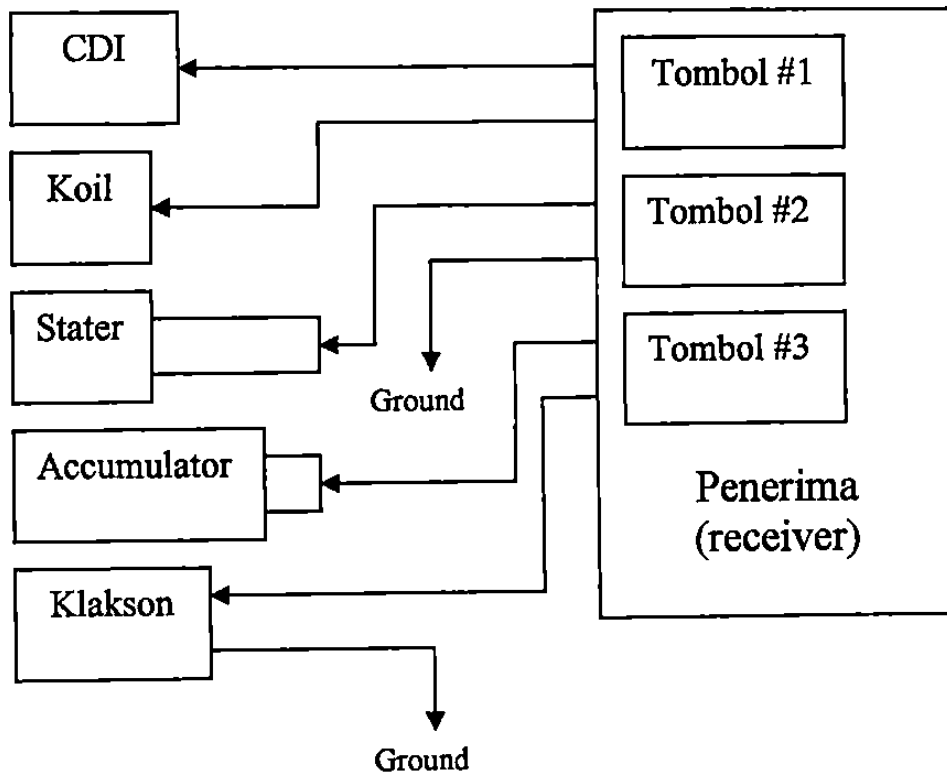 CDI
Koil
Stater
Accumulator
Klakson
Ground
Ground
Tombol #1
Tombol #2
Tombol #3
Penerima
(receiver)